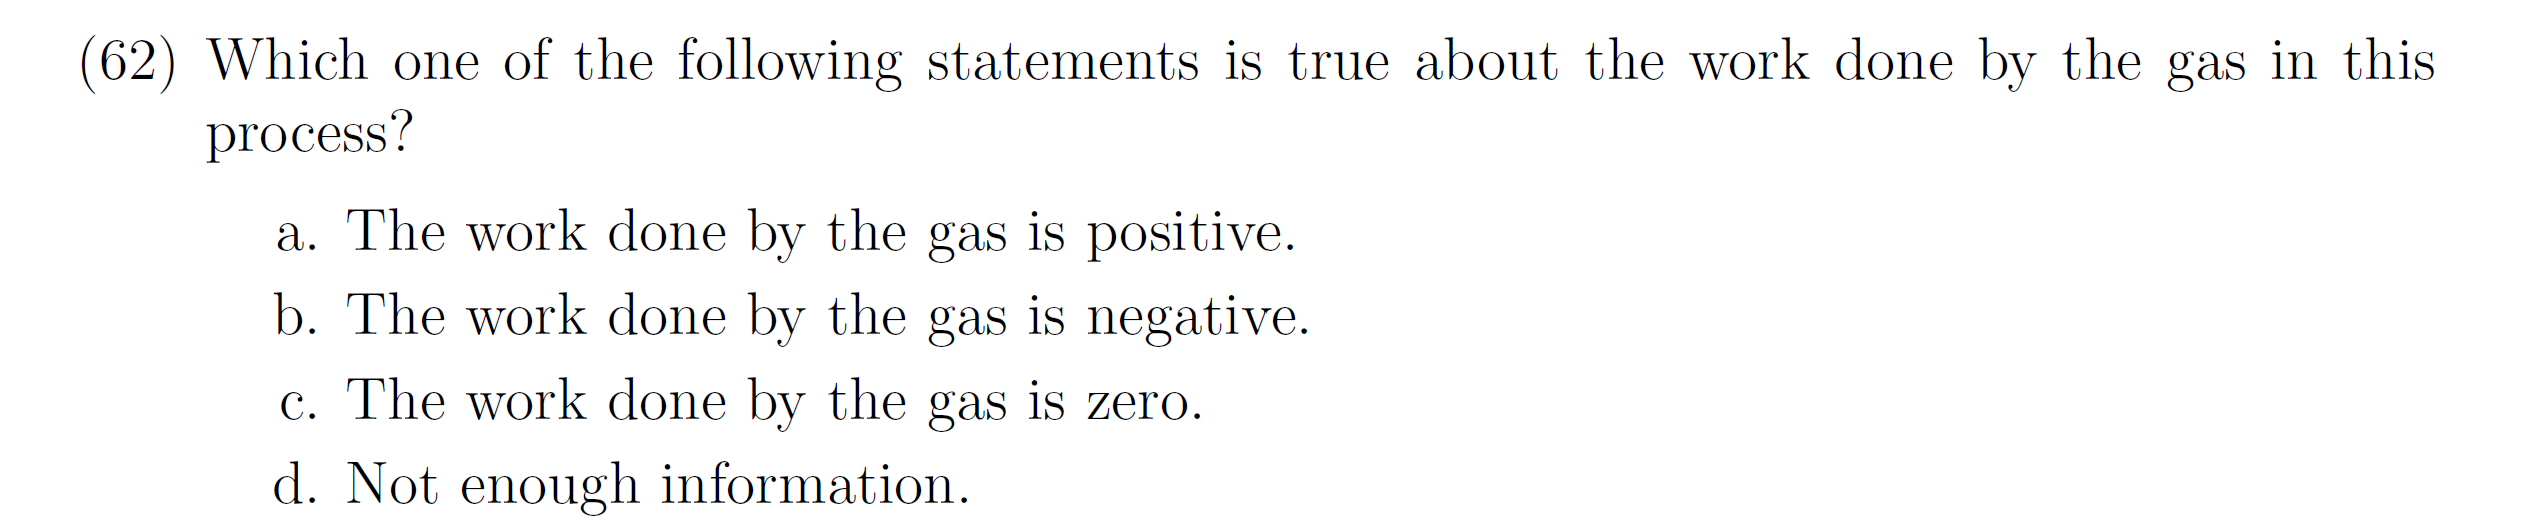 (62) Which one of the following statements is true about the work done by the gas in this
process?
a. The work done by the gas is positive.
b. The work done by the gas is negative.
c. The work done by the gas is zero.
d. Not enough information.